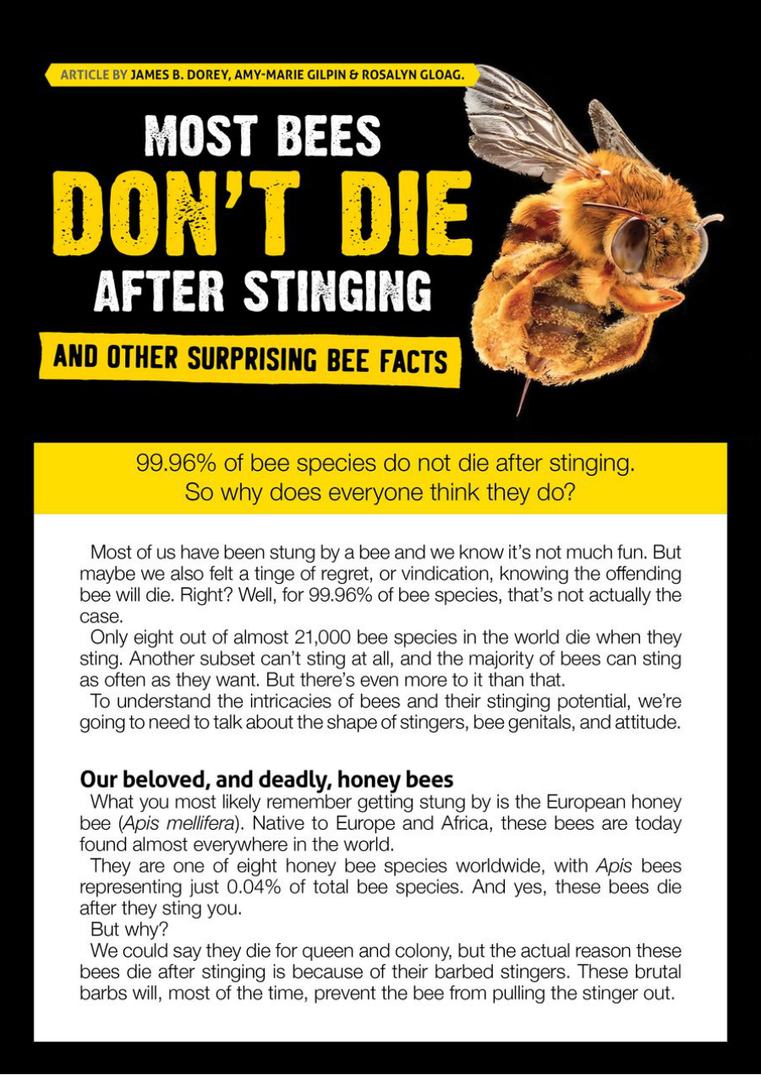 ARTICLE BY JAMES B. DOREY, AMY-MARIE GILPIN & ROSALYN GLOAG.
MOST BEES
DON'T DIE
AFTER STINGING
AND OTHER SURPRISING BEE FACTS
99.96% of bee species do not die after stinging.
So why does everyone think they do?
Most of us have been stung by a bee and we know it's not much fun. But
maybe we also felt a tinge of regret, or vindication, knowing the offending
bee will die. Right? Well, for 99.96% of bee species, that's not actually the
case.
Only eight out of almost 21,000 bee species in the world die when they
sting. Another subset can't sting at all, and the majority of bees can sting
as often as they want. But there's even more to it than that.
To understand the intricacies of bees and their stinging potential, we're
going to need to talk about the shape of stingers, bee genitals, and attitude.
Our beloved, and deadly, honey bees
What you most likely remember getting stung by is the European honey
bee (Apis mellifera). Native to Europe and Africa, these bees are today
found almost everywhere in the world.
They are one of eight honey bee species worldwide, with Apis bees
representing just 0.04% of total bee species. And yes, these bees die
after they sting you.
But why?
We could say they die for queen and colony, but the actual reason these
bees die after stinging is because of their barbed stingers. These brutal
barbs will, most of the time, prevent the bee from pulling the stinger out.